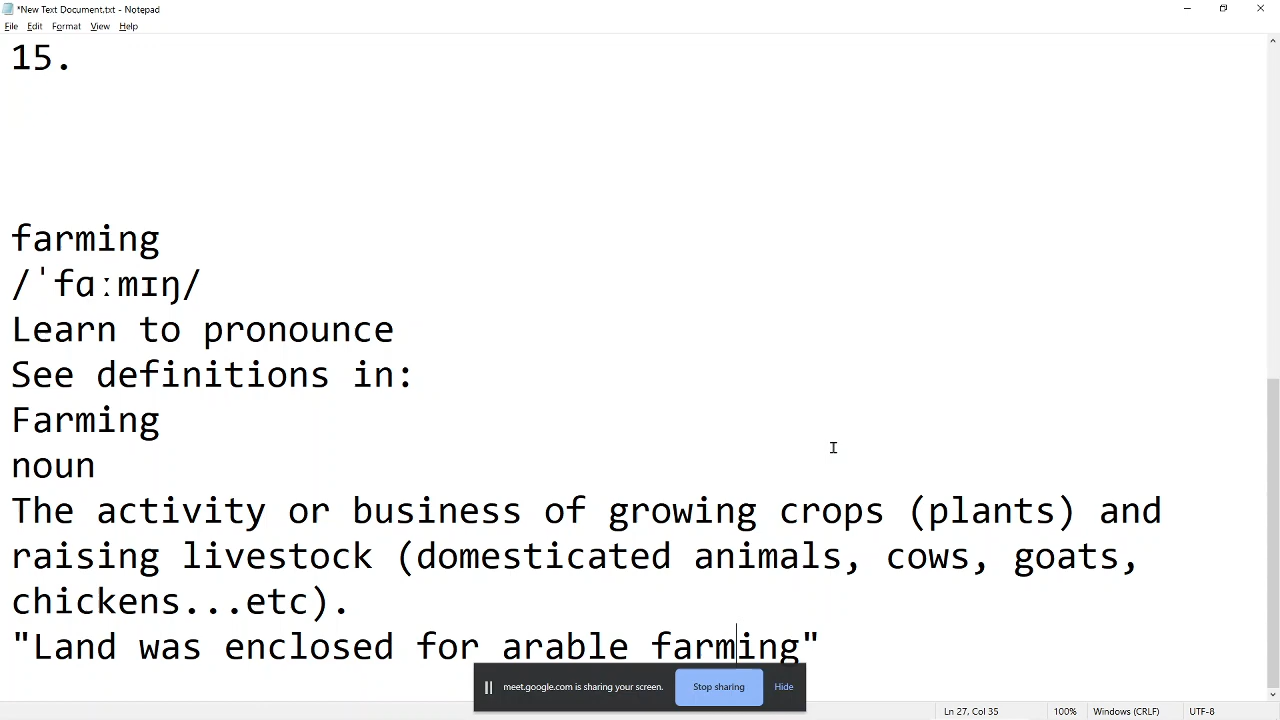 *New Text Document.txt - Notepad
File Edit Format View Help
15.
farming
/ˈfɑːmɪŋ/
Learn to pronounce
See definitions in:
Farming
noun
The activity or business of growing crops (plants) and
raising livestock (domesticated animals, cows, goats,
chickens...etc).
"Land was enclosed for arable farming"
meet.google.com is sharing your screen. Stop sharing Hide
Ln 27, Col 35 100% Windows (CRLF) UTF-8